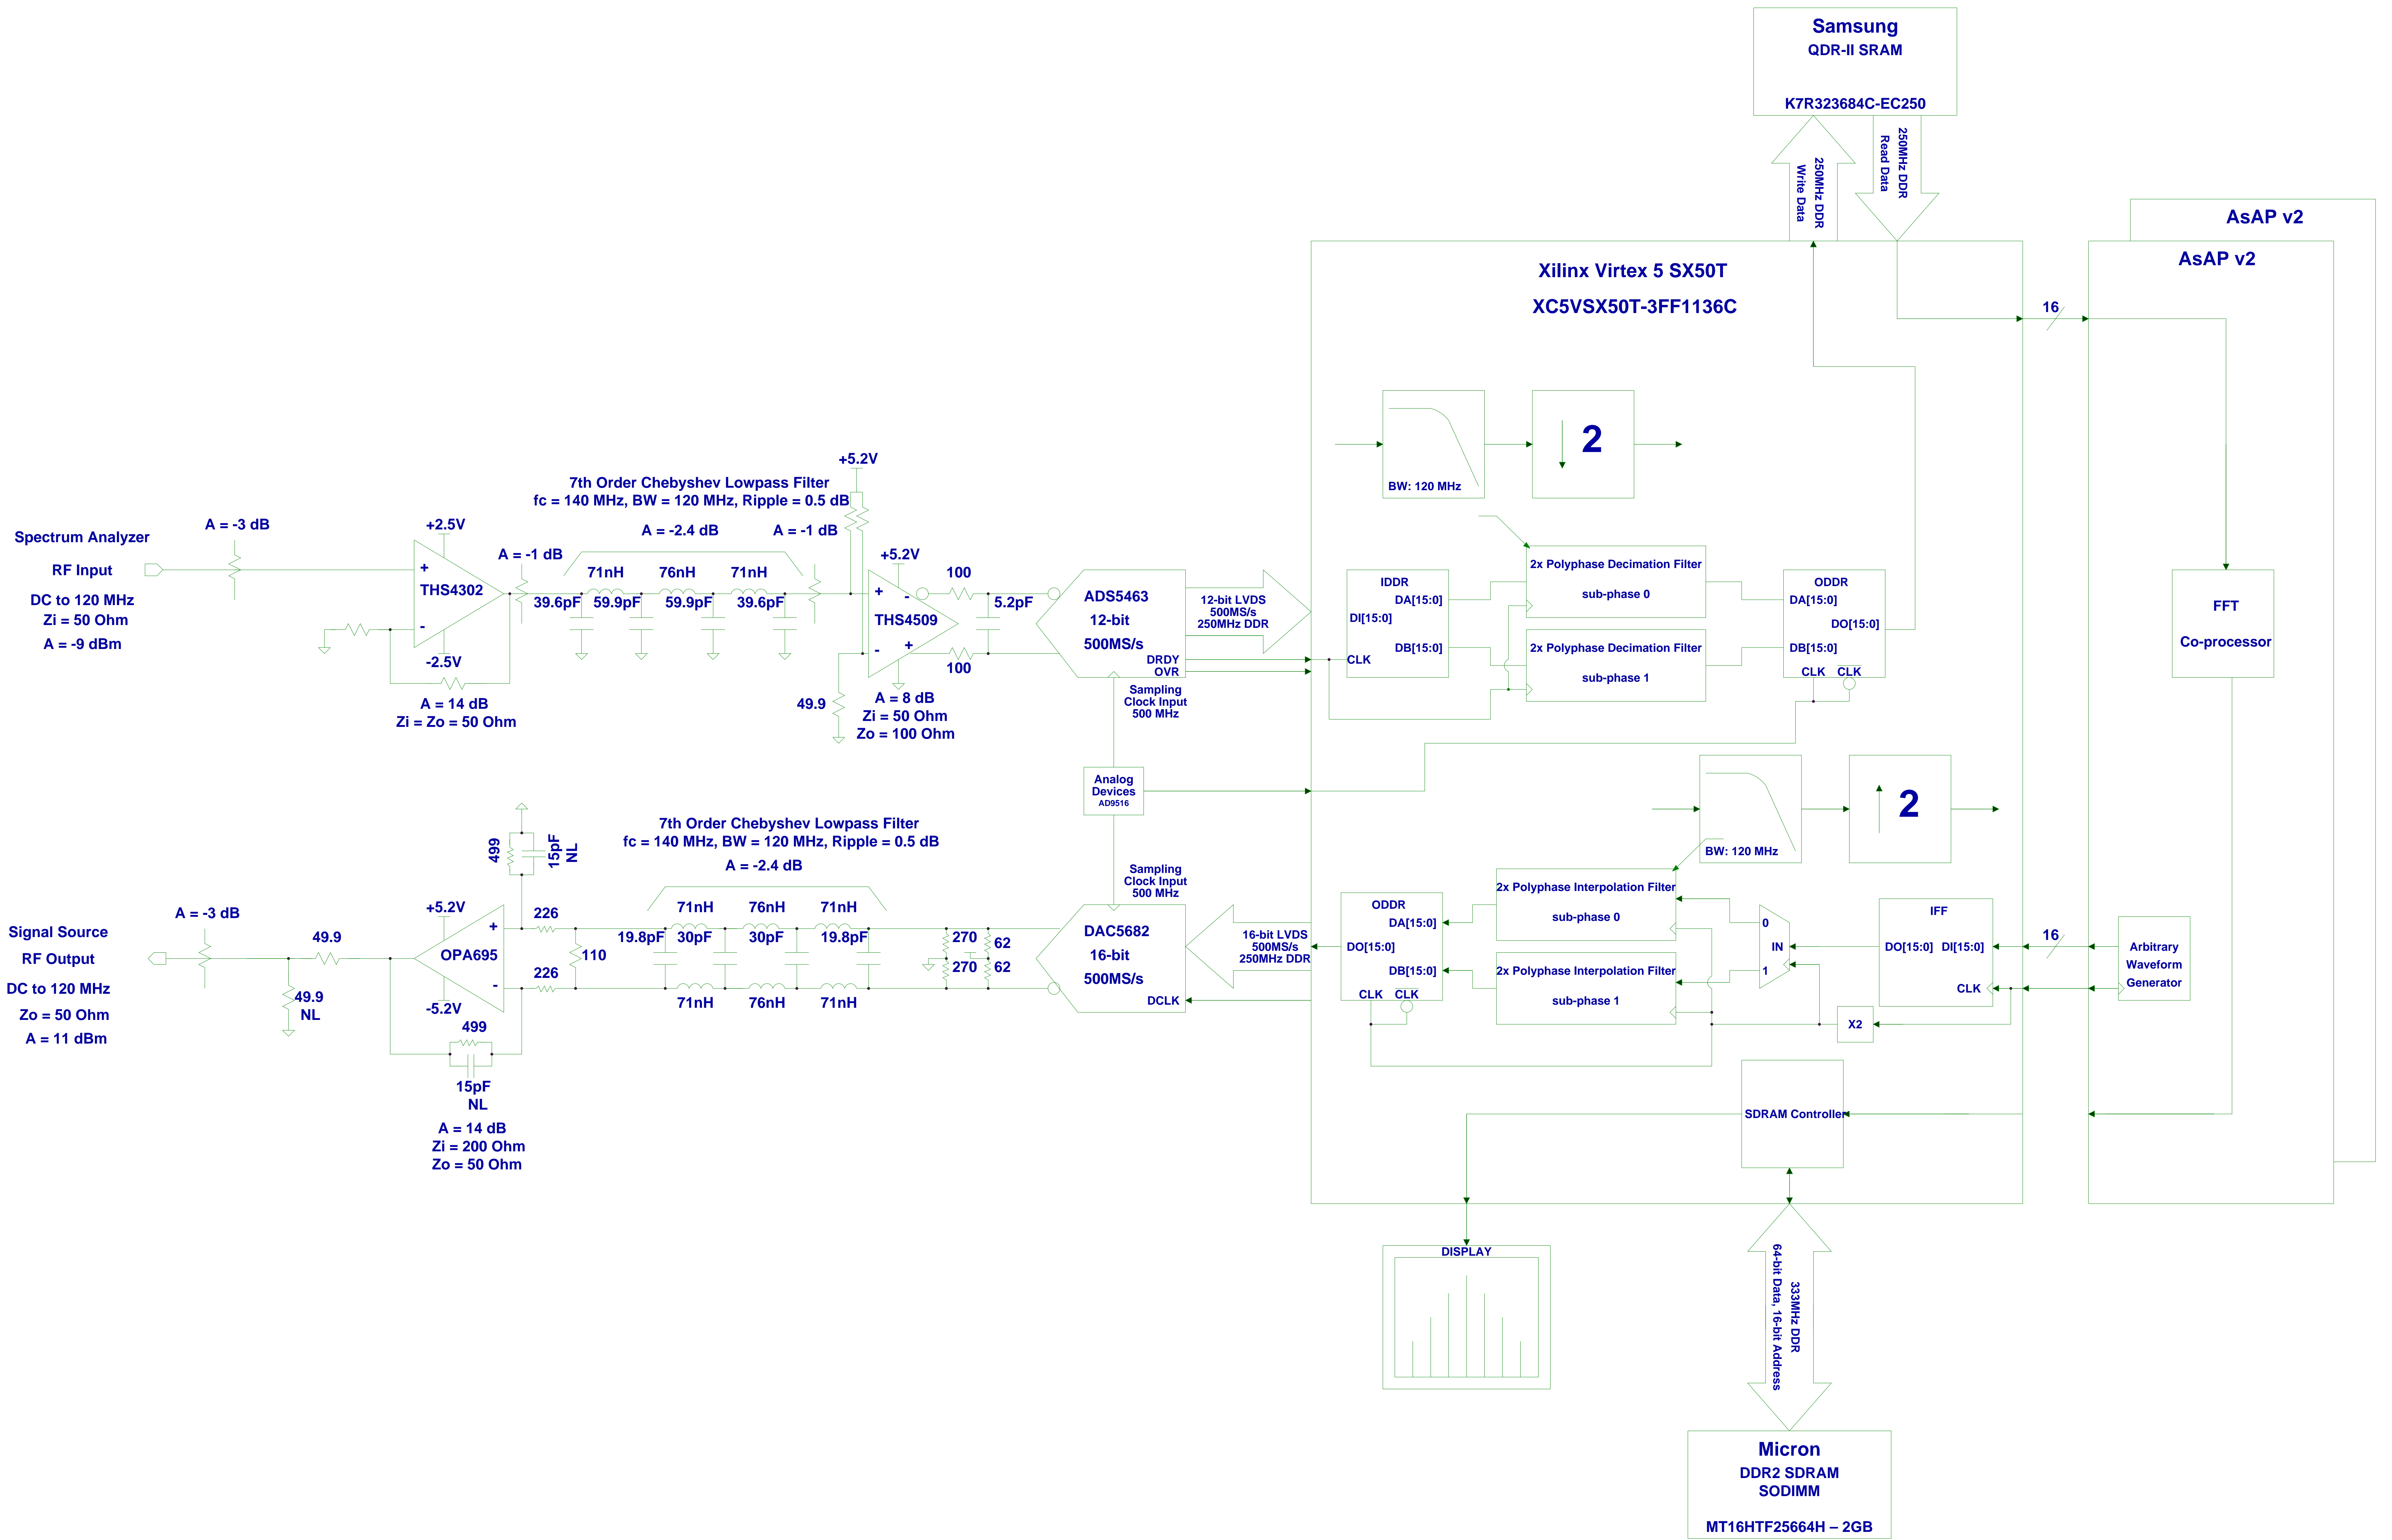 Samsung
QDR-II SRAM
K7R323684C-EC250
250MHz DDR
Write Data
250MHz DDR
Read Data
AsAP v2
AsAP v2
Xilinx Virtex 5 SX50T
XC5VSX50T-3FF1136C
16
BW: 120 MHz
2
Spectrum Analyzer
RF Input
DC to 120 MHz
Zi = 50 Ohm
A = -9 dBm
A = -3 dB
+2.5V
+
THS4302
-
-2.5V
A = 14 dB
Zi = Zo = 50 Ohm
A = -1 dB
7th Order Chebyshev Lowpass Filter
fc = 140 MHz, BW = 120 MHz, Ripple = 0.5 dB
A = -2.4 dB
71nH
76nH
71nH
39.6pF
59.9pF
59.9pF
39.6pF
A = -1 dB
+5.2V
+5.2V
+
-
THS4509
-
+
49.9
A = 8 dB
Zi = 50 Ohm
Zo = 100 Ohm
100
100
5.2pF
ADS5463
12-bit
500MS/s
DRDY
OVR
12-bit LVDS
500MS/s
250MHz DDR
Sampling
Clock Input
500 MHz
IDDR
DA[15:0]
DI[15:0]
DB[15:0]
CLK
2x Polyphase Decimation Filter
sub-phase 0
2x Polyphase Decimation Filter
sub-phase 1
ODDR
DA[15:0]
DO[15:0]
DB[15:0]
CLK
CLK
FFT
Co-processor
Analog
Devices
AD9516
BW: 120 MHz
2
Signal Source
RF Output
DC to 120 MHz
Zo = 50 Ohm
A = 11 dBm
A = -3 dB
49.9
49.9
NL
499
15pF
NL
+5.2V
+
OPA695
-
-5.2V
499
15pF
NL
A = 14 dB
Zi = 200 Ohm
Zo = 50 Ohm
226
226
110
7th Order Chebyshev Lowpass Filter
fc = 140 MHz, BW = 120 MHz, Ripple = 0.5 dB
A = -2.4 dB
71nH
76nH
71nH
19.8pF
30pF
30pF
19.8pF
71nH
76nH
71nH
270
270
62
62
Sampling
Clock Input
500 MHz
DAC5682
16-bit
500MS/s
DCLK
16-bit LVDS
500MS/s
250MHz DDR
ODDR
DA[15:0]
DO[15:0]
DB[15:0]
CLK
CLK
2x Polyphase Interpolation Filter
sub-phase 0
2x Polyphase Interpolation Filter
sub-phase 1
0
IN
1
IFF
DO[15:0]
DI[15:0]
CLK
X2
16
Arbitrary
Waveform
Generator
SDRAM Controller
DISPLAY
333MHz DDR
64-bit Data, 16-bit Address
Micron
DDR2 SDRAM
SODIMM
MT16HTF25664H – 2GB